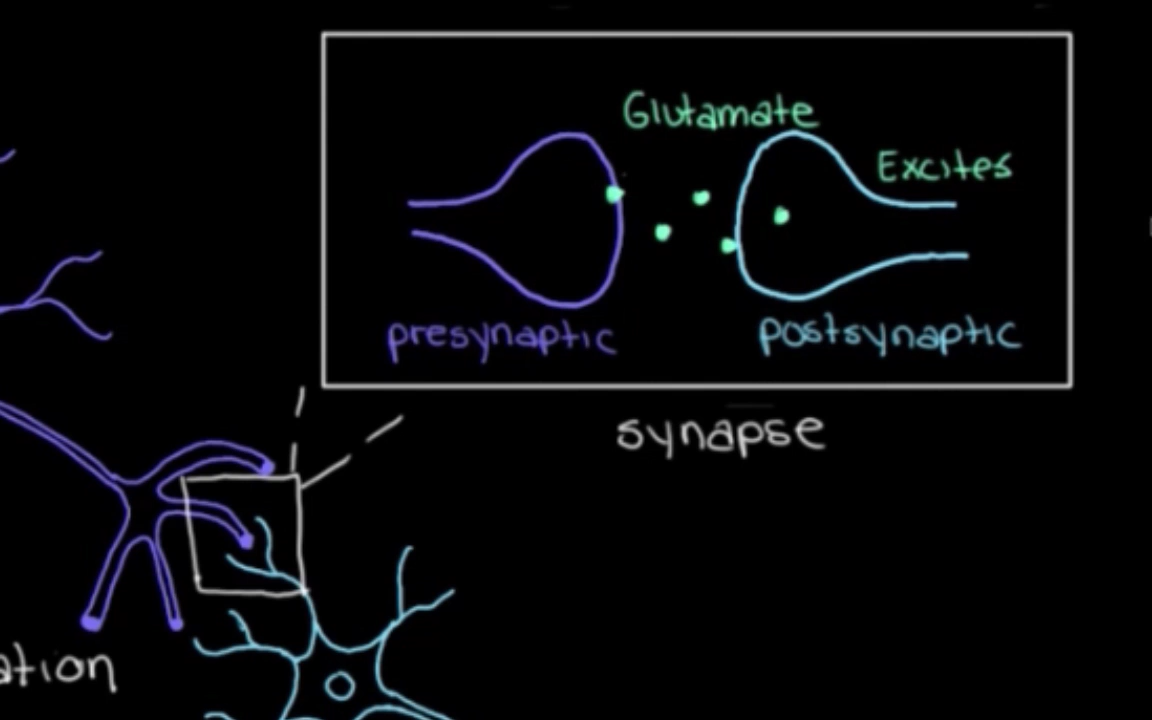 Glutamate
Excites
presynaptic
postsynaptic
synapse
ation